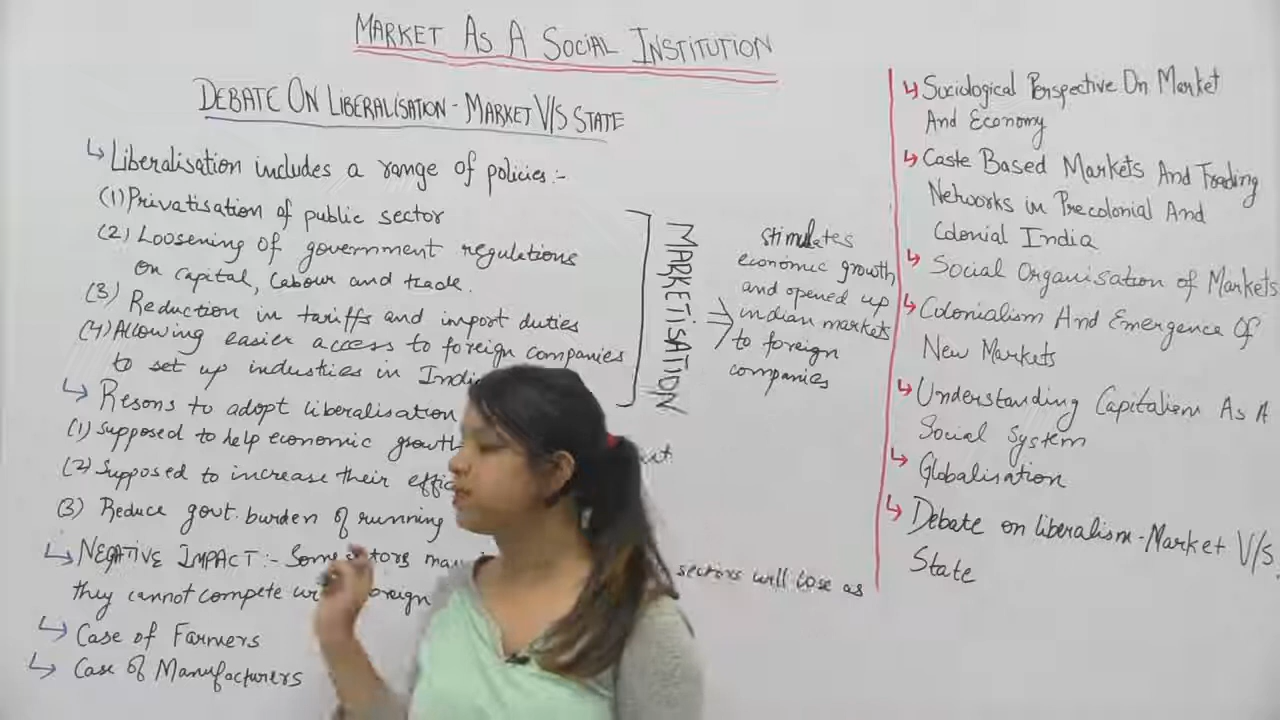 MARKET AS A SOCIAL INSTITUTION
DEBATE ON LIBERALISATION - MARKET V/S STATE
↳ Liberalisation includes a range of policies:-
(1) Privatisation of public sector
(2) Loosening of government regulations
on capital, labour and trade.
(3) Reduction in tariffs and import duties
(4) Allowing easier access to foreign companies
to set up industies in
↳ Resons to adopt liberalisation
(1) Supposed to help economic growth
(2) Supposed to increase their
(3) Reduce govt. burden of running
↳ NEGATIVE IMPACT :- Some
sectors will lose as
they cannot compete
↳ Case of Farmers
↳ Case of Manufacturers
MARKETISATION
⇒ stimulates
economic growth
and opened up
indian markets
to foreign
companies
↳ Sociological Perspective On Market
And Economy
↳ Caste Based Markets And Trading
Networks in Precolonial And
Colonial India
↳ Social Organisation of Markets
↳ Colonialism And Emergence Of
New Markets
↳ Understanding Capitalism As A
Social System
↳ Globalisation
↳ Debate on liberalism - Market V/s.
State